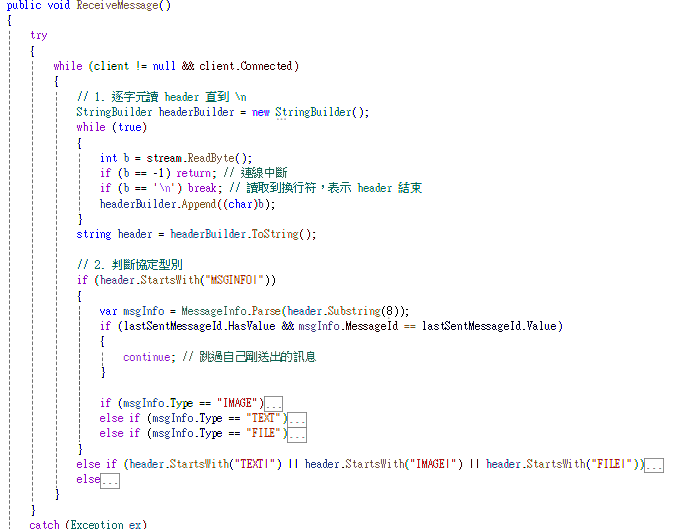 public void ReceiveMessage()
{
try
{
while (client != null && client.Connected)
{
// 1. 逐字元讀 header 直到 \n
StringBuilder headerBuilder = new StringBuilder();
while (true)
{
int b = stream.ReadByte();
if (b == -1) return; // 連線中斷
if (b == '\n') break; // 讀取到換行符，表示 header 結束
headerBuilder.Append((char)b);
}
string header = headerBuilder.ToString();
// 2. 判斷協定型別
if (header.StartsWith("MSGINFO|"))
{
var msgInfo = MessageInfo.Parse(header.Substring(8));
if (lastSentMessageId.HasValue && msgInfo.MessageId == lastSentMessageId.Value)
{
continue; // 跳過自己剛送出的訊息
}
if (msgInfo.Type == "IMAGE")...
else if (msgInfo.Type == "TEXT")...
else if (msgInfo.Type == "FILE")...
}
else if (header.StartsWith("TEXT|") || header.StartsWith("IMAGE|") || header.StartsWith("FILE|"))...
else...
}
}
catch (Exception ex)